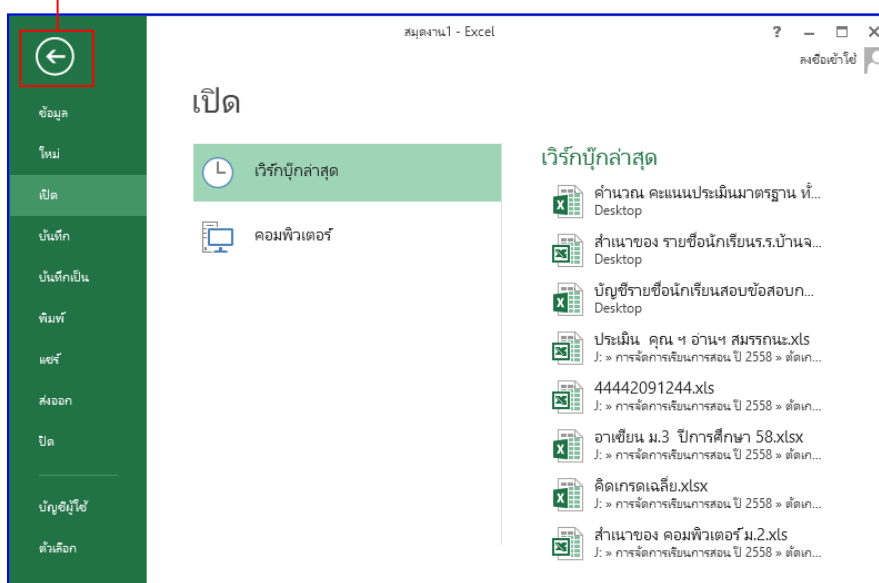 สมุดงาน1 - Excel
?
ลงชื่อเข้าใช้
ข้อมูล
ใหม่
เปิด
บันทึก
บันทึกเป็น
พิมพ์
แชร์
ส่งออก
ปิด
บัญชีผู้ใช้
ตัวเลือก
เปิด
เวิร์กบุ๊กล่าสุด
คอมพิวเตอร์
เวิร์กบุ๊กล่าสุด
คำนวณ คะแนนประเมินมาตรฐาน ทั้...
Desktop
สำเนาของ รายชื่อนักเรียนร.ร.บ้านจ...
Desktop
บัญชีรายชื่อนักเรียนสอบข้อสอบก...
Desktop
ประเมิน คุณ ฯ อ่านฯ สมรรถนะ.xls
J: » การจัดการเรียนการสอน ปี 2558 » ตัดเก...
44442091244.xls
J: » การจัดการเรียนการสอน ปี 2558 » ตัดเก...
อาเซียน ม.3 ปีการศึกษา 58.xlsx
J: » การจัดการเรียนการสอน ปี 2558 » ตัดเก...
คิดเกรดเฉลี่ย.xlsx
J: » การจัดการเรียนการสอน ปี 2558 » ตัดเก...
สำเนาของ คอมพิวเตอร์ ม.2.xls
J: » การจัดการเรียนการสอน ปี 2558 » ตัดเก...